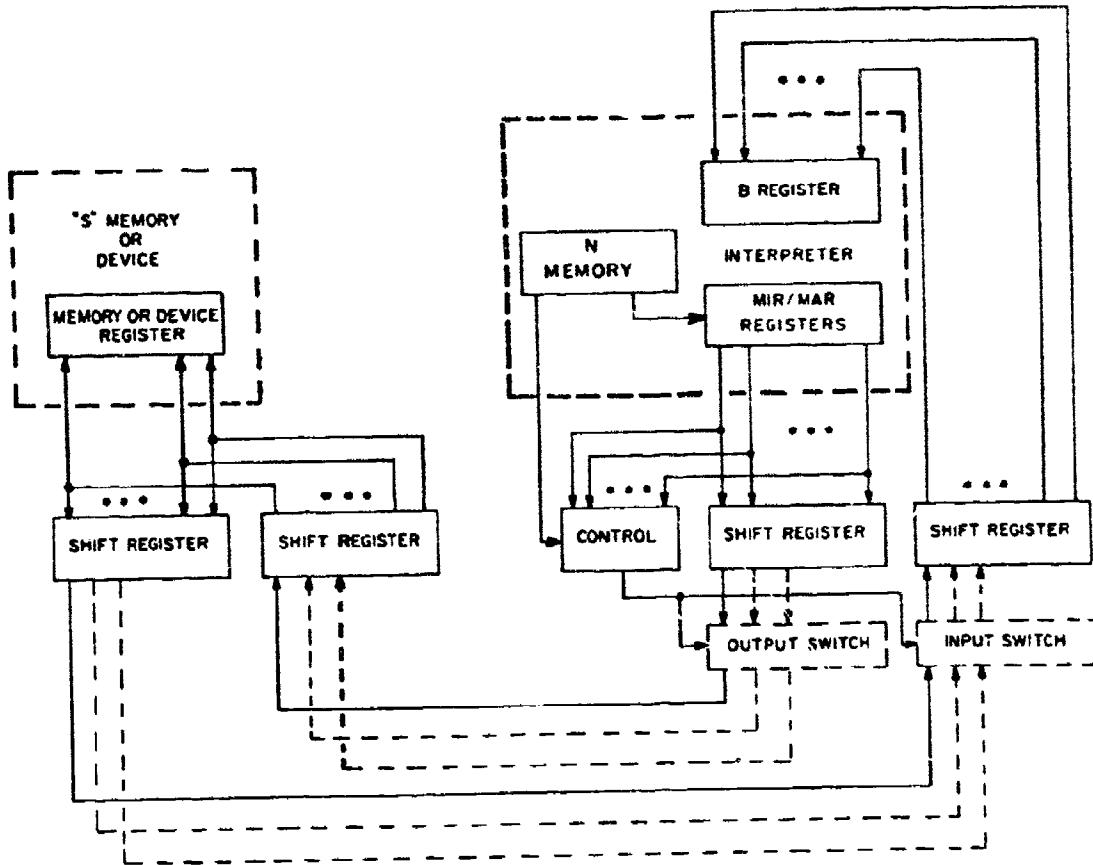 B REGISTER
"S" MEMORY
OR
DEVICE
N
MEMORY
INTERPRETER
MEMORY OR DEVICE
REGISTER
MIR/MAR
REGISTERS
SHIFT REGISTER
SHIFT REGISTER
CONTROL
SHIFT REGISTER
SHIFT REGISTER
OUTPUT SWITCH
INPUT SWITCH